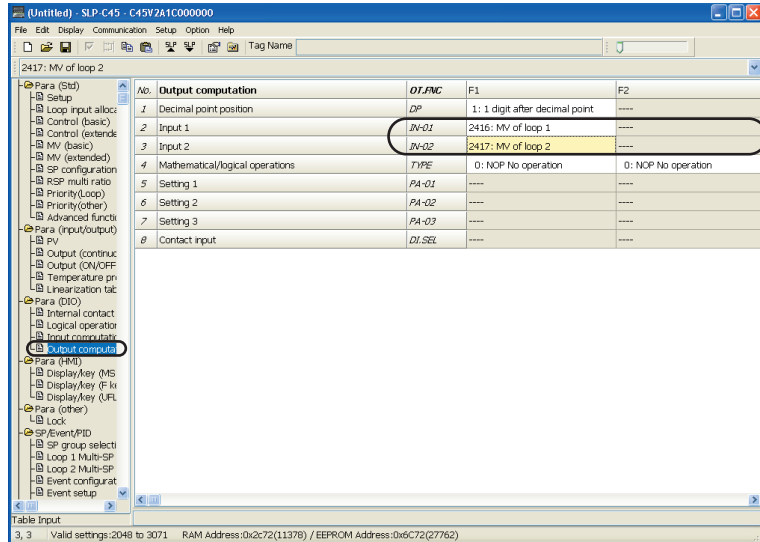 (Untitled) - SLP-C45 - C45V2A1C000000
File Edit Display Communication Setup Option Help
SLP SLP Tag Name
2417: MV of loop 2
Para (Std)
Setup
Loop input alloca
Control (basic)
Control (extende
MV (basic)
MV (extended)
SP configuration
RSP multi ratio
Priority(Loop)
Priority(other)
Advanced functi
Para (input/output)
PV
Output (continuc
Output (ON/OFF
Temperature pr
Linearization tab
Para (DIO)
Internal contact
Logical operation
Input computatic
Output computa
Para (HMI)
Display/key (MS
Display/key (F ke
Display/key (UFL
Para (other)
Lock
SP/Event/PID
SP group selecti
Loop 1 Multi-SP
Loop 2 Multi-SP
Event configurat
Event setup
No. Output computation OT.FNC F1 F2
1 Decimal point position DP 1: 1 digit after decimal point ----
2 Input 1 IN-01 2416: MV of loop 1 ----
3 Input 2 IN-02 2417: MV of loop 2 ----
4 Mathematical/logical operations TYPE 0: NOP No operation 0: NOP No operation
5 Setting 1 PA-01 ---- ----
6 Setting 2 PA-02 ---- ----
7 Setting 3 PA-03 ---- ----
8 Contact input DI.SEL ---- ----
Table Input
3, 3 Valid settings:2048 to 3071 RAM Address:0x2c72(11378) / EEPROM Address:0x6C72(27762)